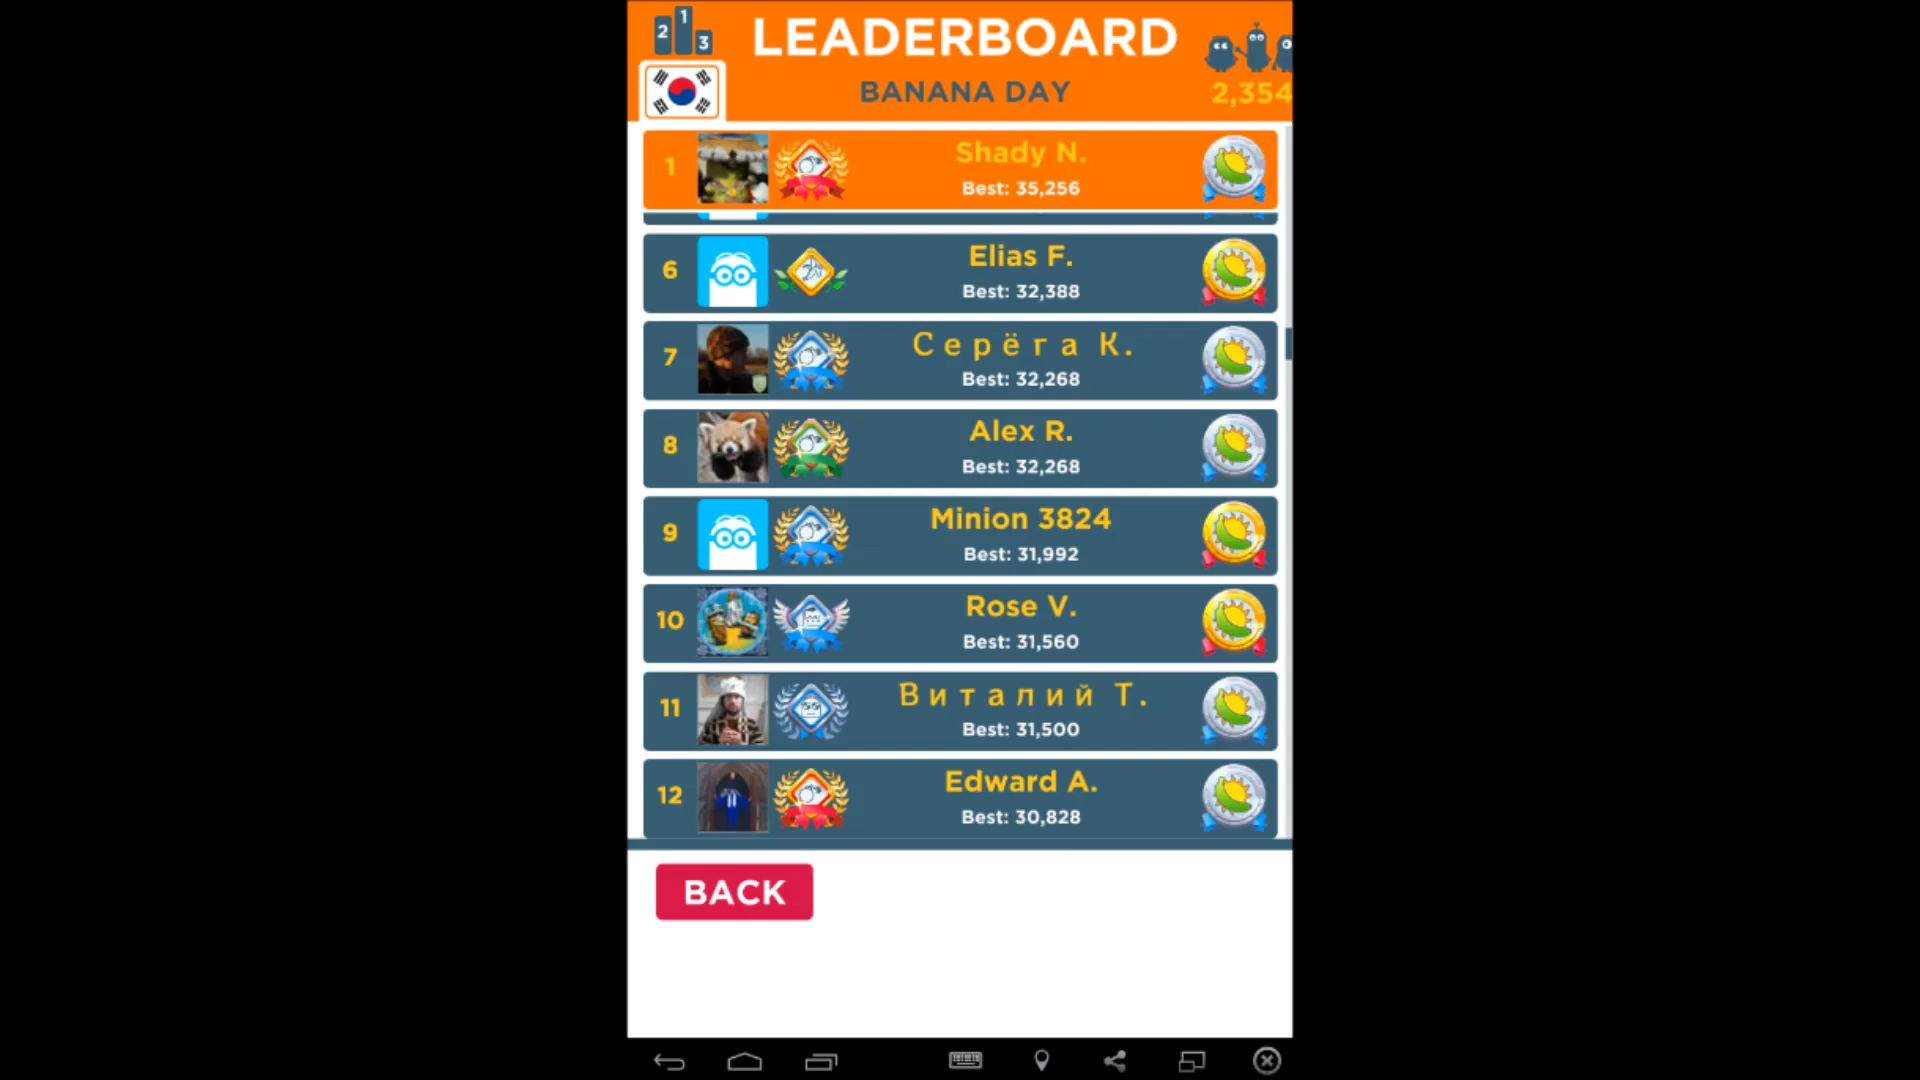 2 1 3
LEADERBOARD
BANANA DAY
2,354
1
Shady N.
Best: 35,256
6
Elias F.
Best: 32,388
7
Серёга К.
Best: 32,268
8
Alex R.
Best: 32,268
9
Minion 3824
Best: 31,992
10
Rose V.
Best: 31,560
11
Виталий Т.
Best: 31,500
12
Edward A.
Best: 30,828
BACK